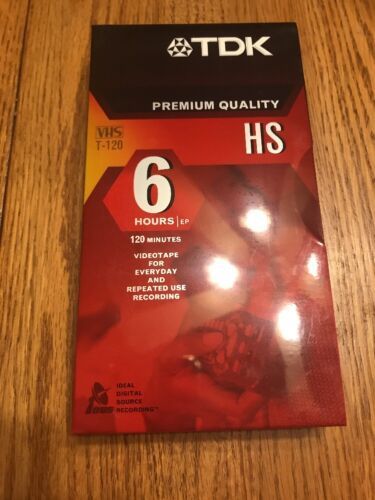 TDK
PREMIUM QUALITY
VHS
T-120
HS
6
HOURS | EP
120 MINUTES
VIDEOTAPE
FOR
EVERYDAY
AND
REPEATED USE
RECORDING
IDEAL
DIGITAL
SOURCE
RECORDING™